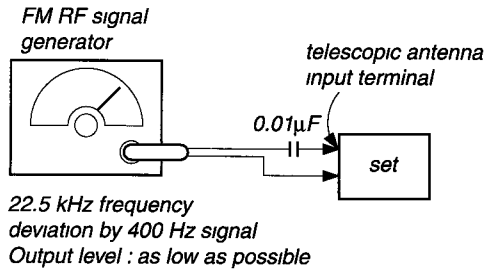 FM RF signal
generator
telescopic antenna
input terminal
0.01µF
set
22.5 kHz frequency
deviation by 400 Hz signal
Output level : as low as possible